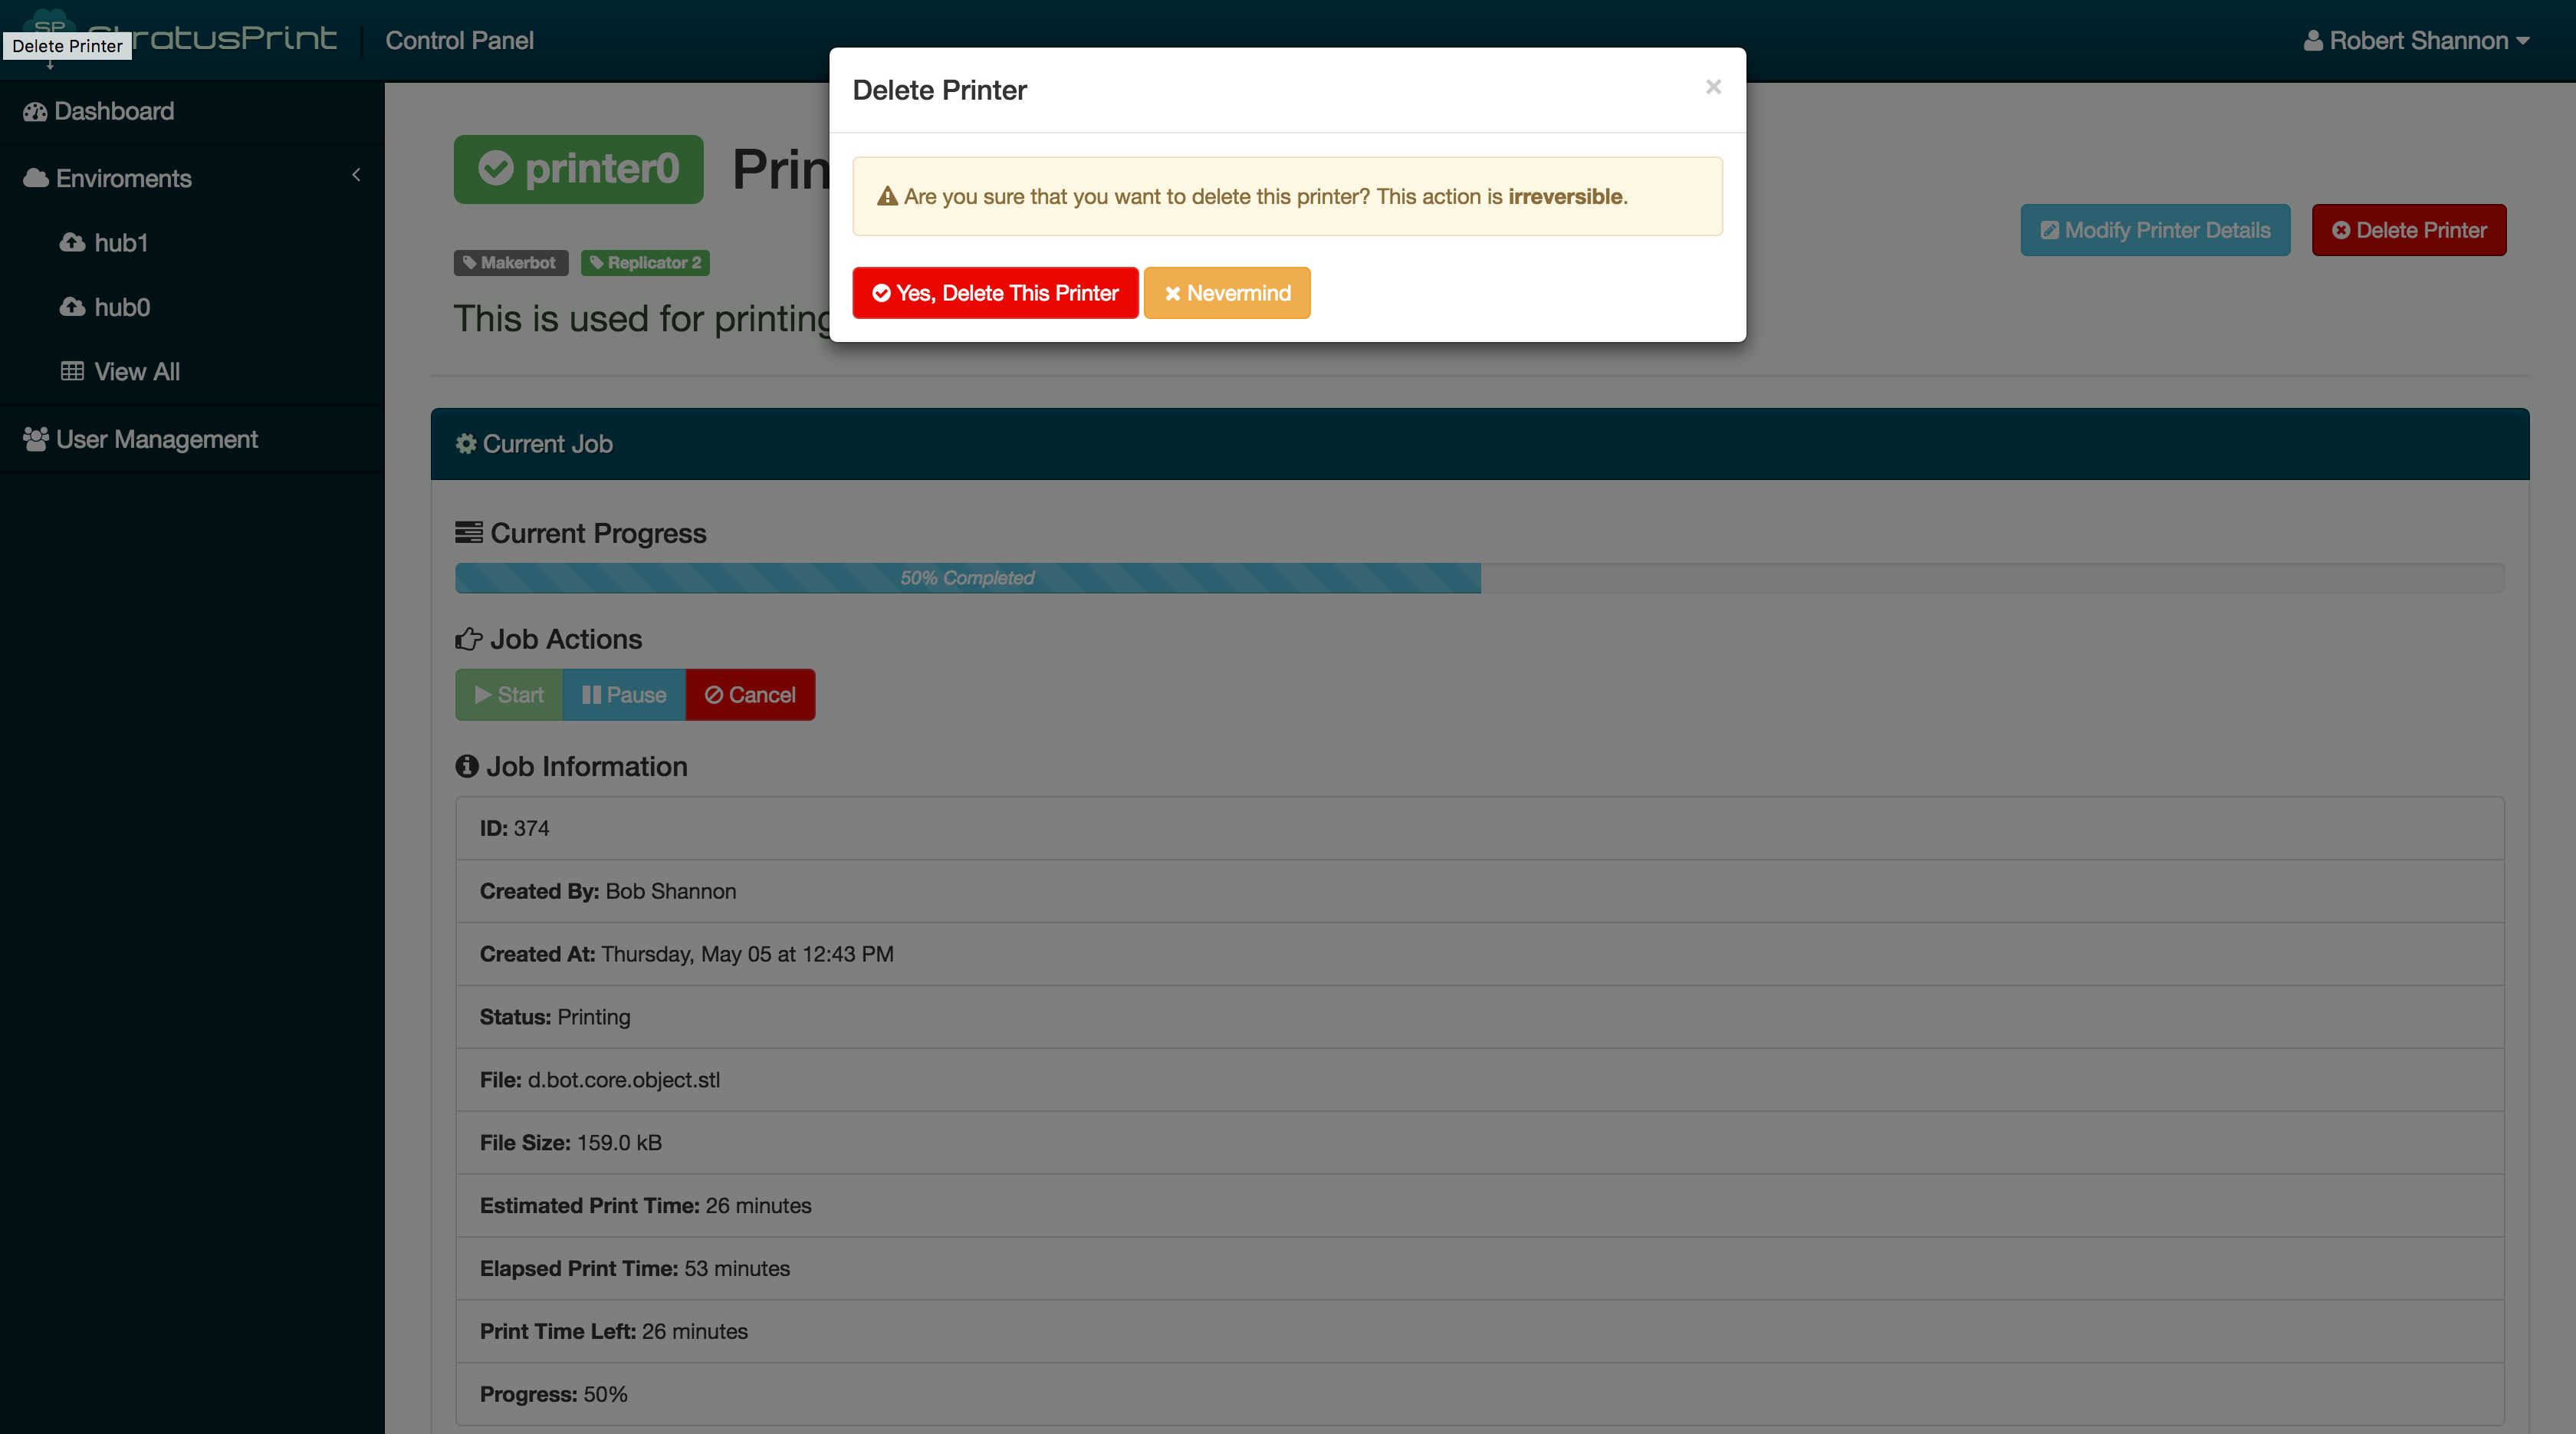 SP
StratusPrint
Control Panel
Robert Shannon
Delete Printer
Dashboard
Enviroments
hub1
hub0
View All
User Management
Delete Printer
×
Are you sure that you want to delete this printer? This action is irreversible.
Yes, Delete This Printer
Nevermind
printer0
Makerbot
Replicator 2
This is used for printing
Modify Printer Details
Delete Printer
Current Job
Current Progress
50% Completed
Job Actions
Start
Pause
Cancel
Job Information
ID: 374
Created By: Bob Shannon
Created At: Thursday, May 05 at 12:43 PM
Status: Printing
File: d.bot.core.object.stl
File Size: 159.0 kB
Estimated Print Time: 26 minutes
Elapsed Print Time: 53 minutes
Print Time Left: 26 minutes
Progress: 50%